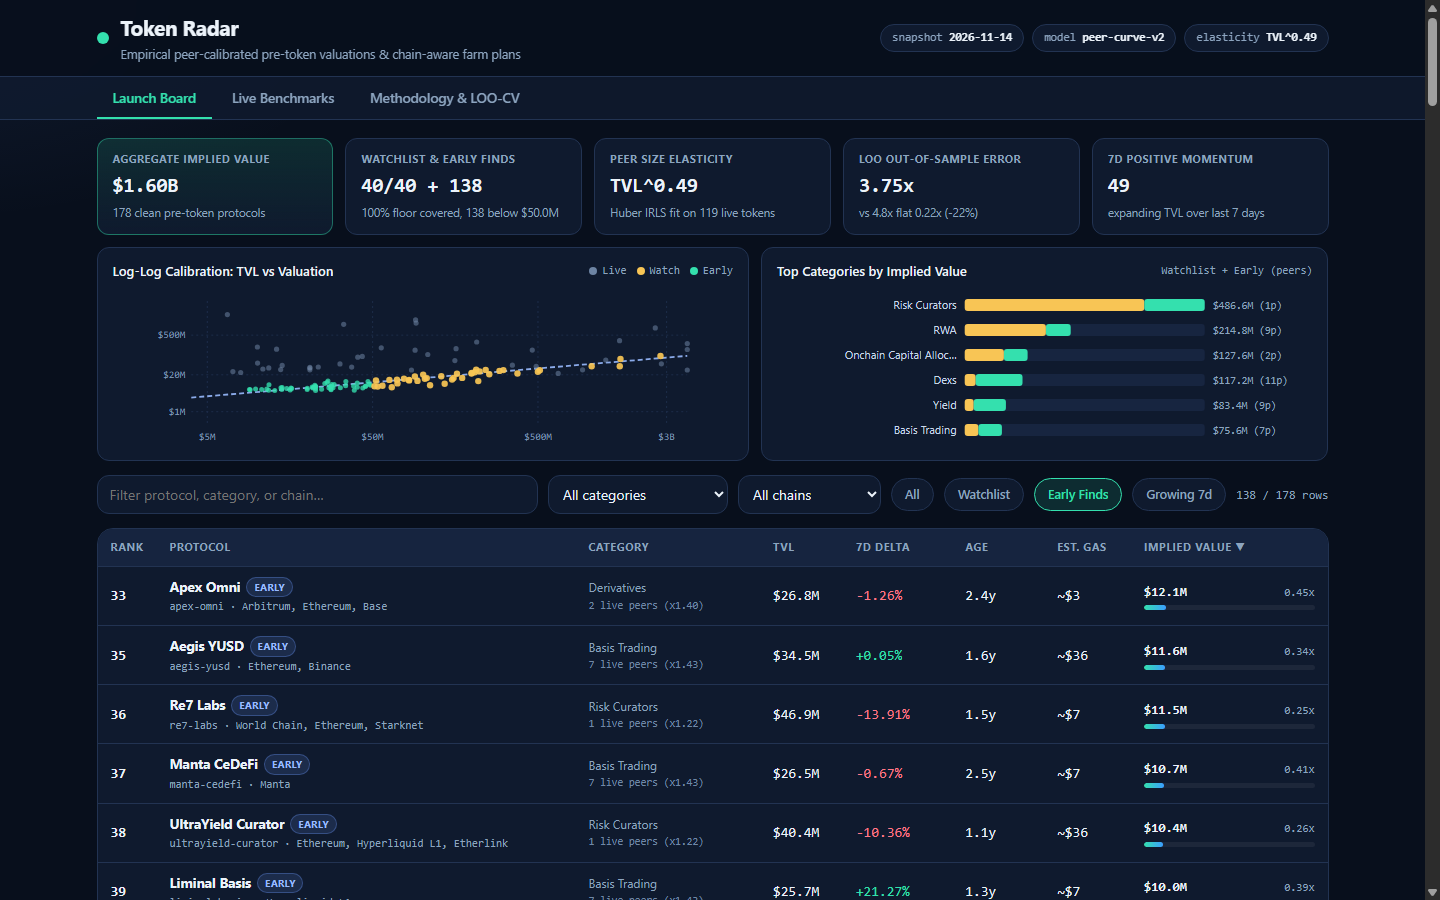 Token Radar
Empirical peer-calibrated pre-token valuations & chain-aware farm plans
snapshot 2026-11-14
model peer-curve-v2
elasticity TVL^0.49
Launch Board
Live Benchmarks
Methodology & LOO-CV
AGGREGATE IMPLIED VALUE
$1.60B
178 clean pre-token protocols
WATCHLIST & EARLY FINDS
40/40 + 138
100% floor covered, 138 below $50.0M
PEER SIZE ELASTICITY
TVL^0.49
Huber IRLS fit on 119 live tokens
LOO OUT-OF-SAMPLE ERROR
3.75x
vs 4.8x flat 0.22x (-22%)
7D POSITIVE MOMENTUM
49
expanding TVL over last 7 days
Log-Log Calibration: TVL vs Valuation
Live
Watch
Early
$500M
$20M
$1M
$5M
$50M
$500M
$3B
Top Categories by Implied Value
Watchlist + Early (peers)
Risk Curators $486.6M (1p)
RWA $214.8M (9p)
Onchain Capital Alloc... $127.6M (2p)
Dexs $117.2M (11p)
Yield $83.4M (9p)
Basis Trading $75.6M (7p)
Filter protocol, category, or chain...
All categories
All chains
All
Watchlist
Early Finds
Growing 7d
138 / 178 rows
RANK PROTOCOL CATEGORY TVL 7D DELTA AGE EST. GAS IMPLIED VALUE ▼
33 Apex Omni EARLY Derivatives $26.8M -1.26% 2.4y ~$3 $12.1M 0.45x
apex-omni · Arbitrum, Ethereum, Base 2 live peers (x1.40)
35 Aegis YUSD EARLY Basis Trading $34.5M +0.05% 1.6y ~$36 $11.6M 0.34x
aegis-yusd · Ethereum, Binance 7 live peers (x1.43)
36 Re7 Labs EARLY Risk Curators $46.9M -13.91% 1.5y ~$7 $11.5M 0.25x
re7-labs · World Chain, Ethereum, Starknet 1 live peers (x1.22)
37 Manta CeDeFi EARLY Basis Trading $26.5M -0.67% 2.5y ~$7 $10.7M 0.41x
manta-cedefi · Manta 7 live peers (x1.43)
38 UltraYield Curator EARLY Risk Curators $40.4M -10.36% 1.1y ~$36 $10.4M 0.26x
ultrayield-curator · Ethereum, Hyperliquid L1, Etherlink 1 live peers (x1.22)
39 Liminal Basis EARLY Basis Trading $25.7M +21.27% 1.3y ~$7 $10.0M 0.39x